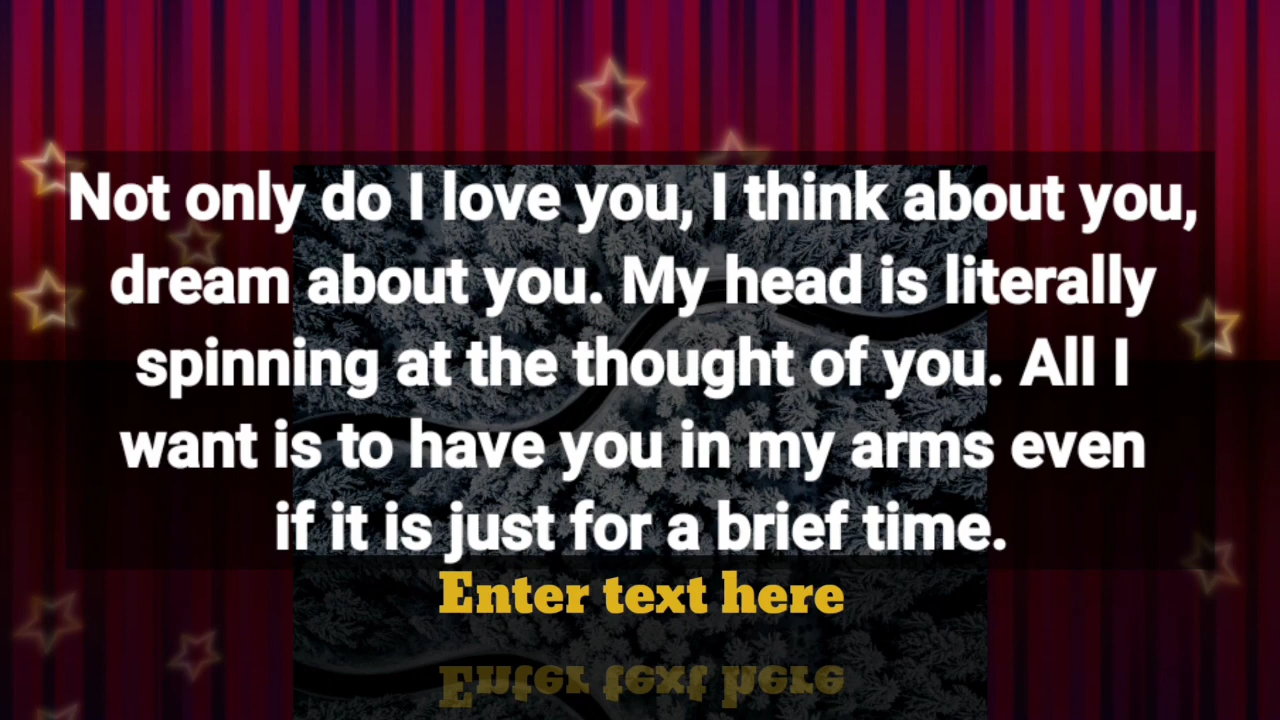 Not only do I love you, I think about you,
dream about you. My head is literally
spinning at the thought of you. All I
want is to have you in my arms even
if it is just for a brief time.
Enter text here
Enter text here